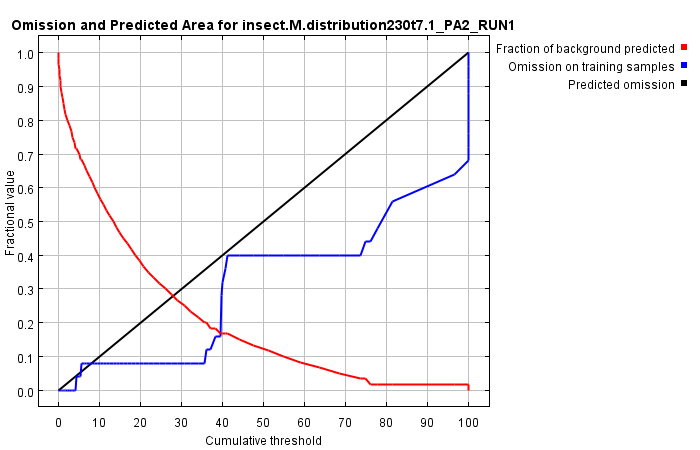 Omission and Predicted Area for insect.M.distribution230t7.1_PA2_RUN1
Fraction of background predicted
Omission on training samples
Predicted omission
1.0
0.9
0.8
0.7
0.6
0.5
0.4
0.3
0.2
0.1
0.0
Fractional value
0 10 20 30 40 50 60 70 80 90 100
Cumulative threshold